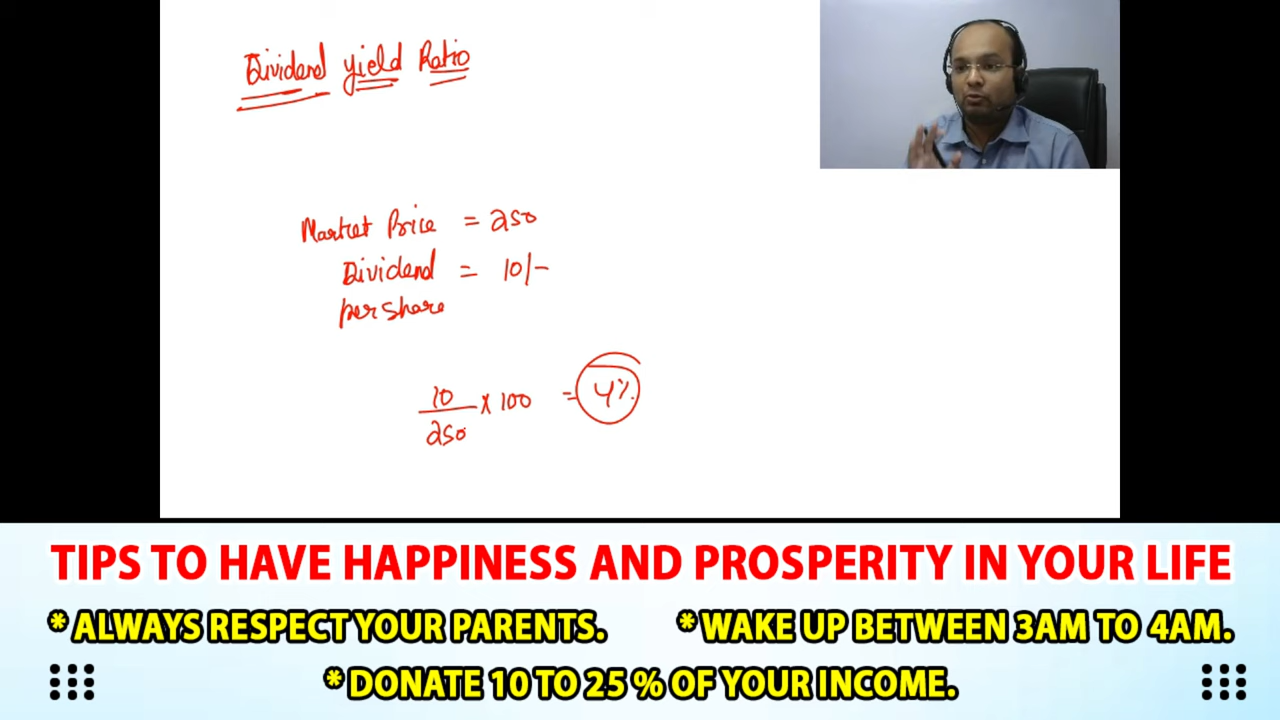 Dividend yield Ratio
Market Price = 250
Dividend = 10/-
per share
10
250
× 100 = 4%
TIPS TO HAVE HAPPINESS AND PROSPERITY IN YOUR LIFE
* ALWAYS RESPECT YOUR PARENTS. * WAKE UP BETWEEN 3AM TO 4AM.
* DONATE 10 TO 25 % OF YOUR INCOME.